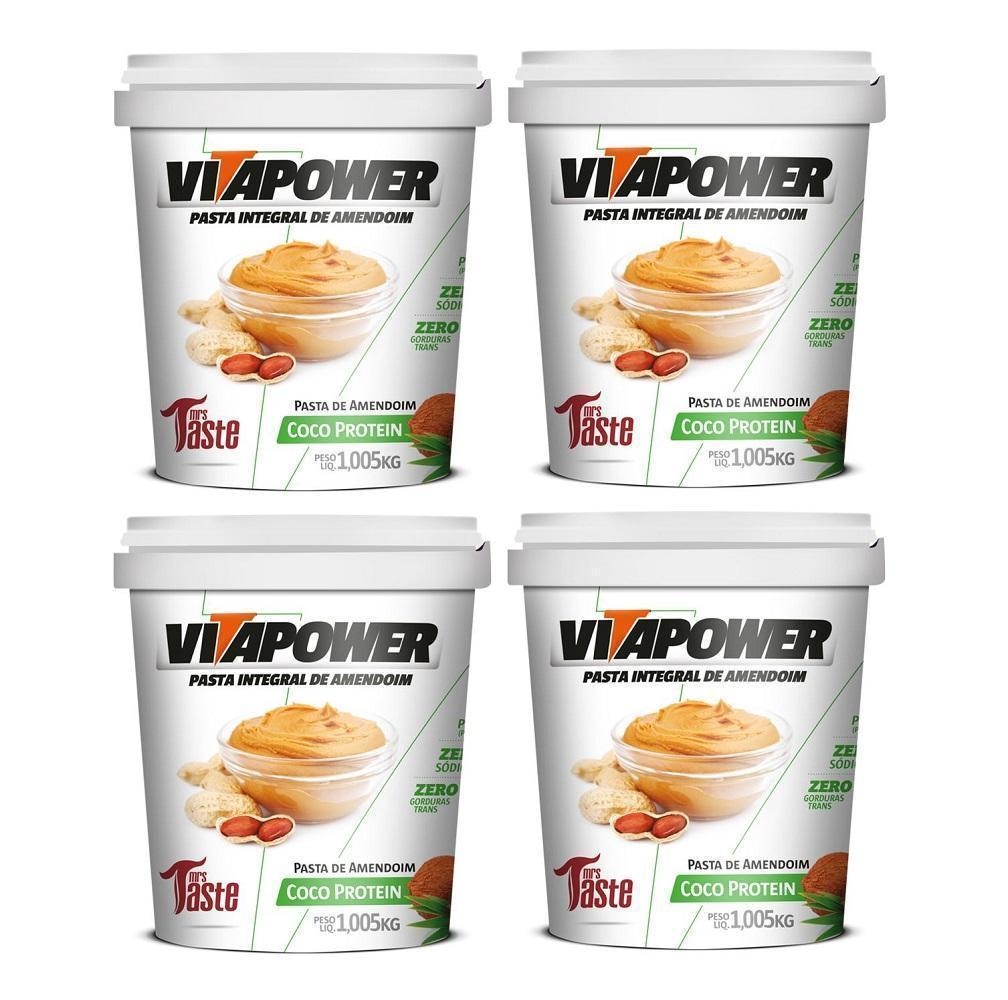 VITAPOWER
PASTA INTEGRAL DE AMENDOIM
ZERO
GORDURAS
TRANS
mrs
Taste
PASTA DE AMENDOIM
COCO PROTEIN
PESO
LIQ. 1,005KG
VITAPOWER
PASTA INTEGRAL DE AMENDOIM
ZERO
GORDURAS
TRANS
mrs
Taste
PASTA DE AMENDOIM
COCO PROTEIN
PESO
LIQ. 1,005KG
VITAPOWER
PASTA INTEGRAL DE AMENDOIM
ZERO
GORDURAS
TRANS
mrs
Taste
PASTA DE AMENDOIM
COCO PROTEIN
PESO
LIQ. 1,005KG
VITAPOWER
PASTA INTEGRAL DE AMENDOIM
ZERO
GORDURAS
TRANS
mrs
Taste
PASTA DE AMENDOIM
COCO PROTEIN
PESO
LIQ. 1,005KG